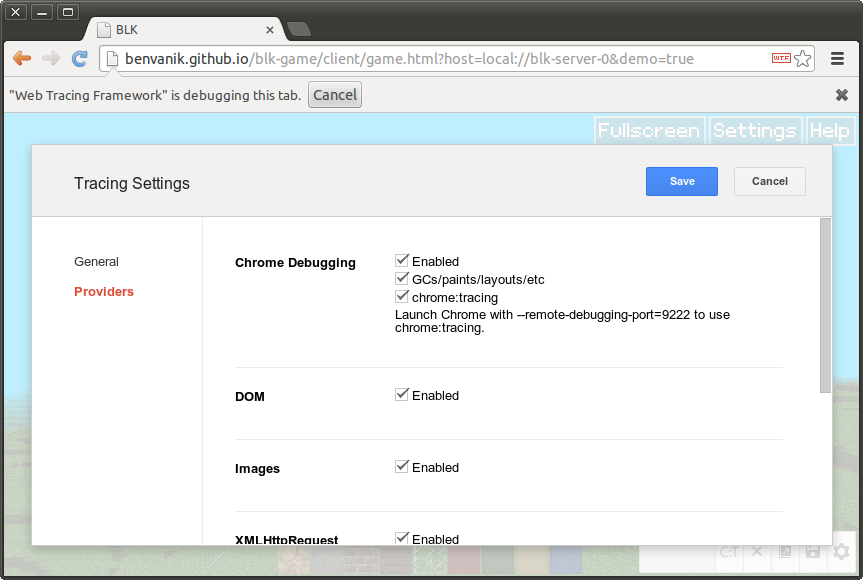 BLK
benvanik.github.io/blk-game/client/game.html?host=local://blk-server-0&demo=true
WTF
"Web Tracing Framework" is debugging this tab. Cancel
Fullscreen Settings Help
Tracing Settings
Save Cancel
General
Providers
Chrome Debugging
Enabled
GCs/paints/layouts/etc
chrome:tracing
Launch Chrome with --remote-debugging-port=9222 to use
chrome:tracing.
DOM Enabled
Images Enabled
XMLHttpRequest Enabled
C:T